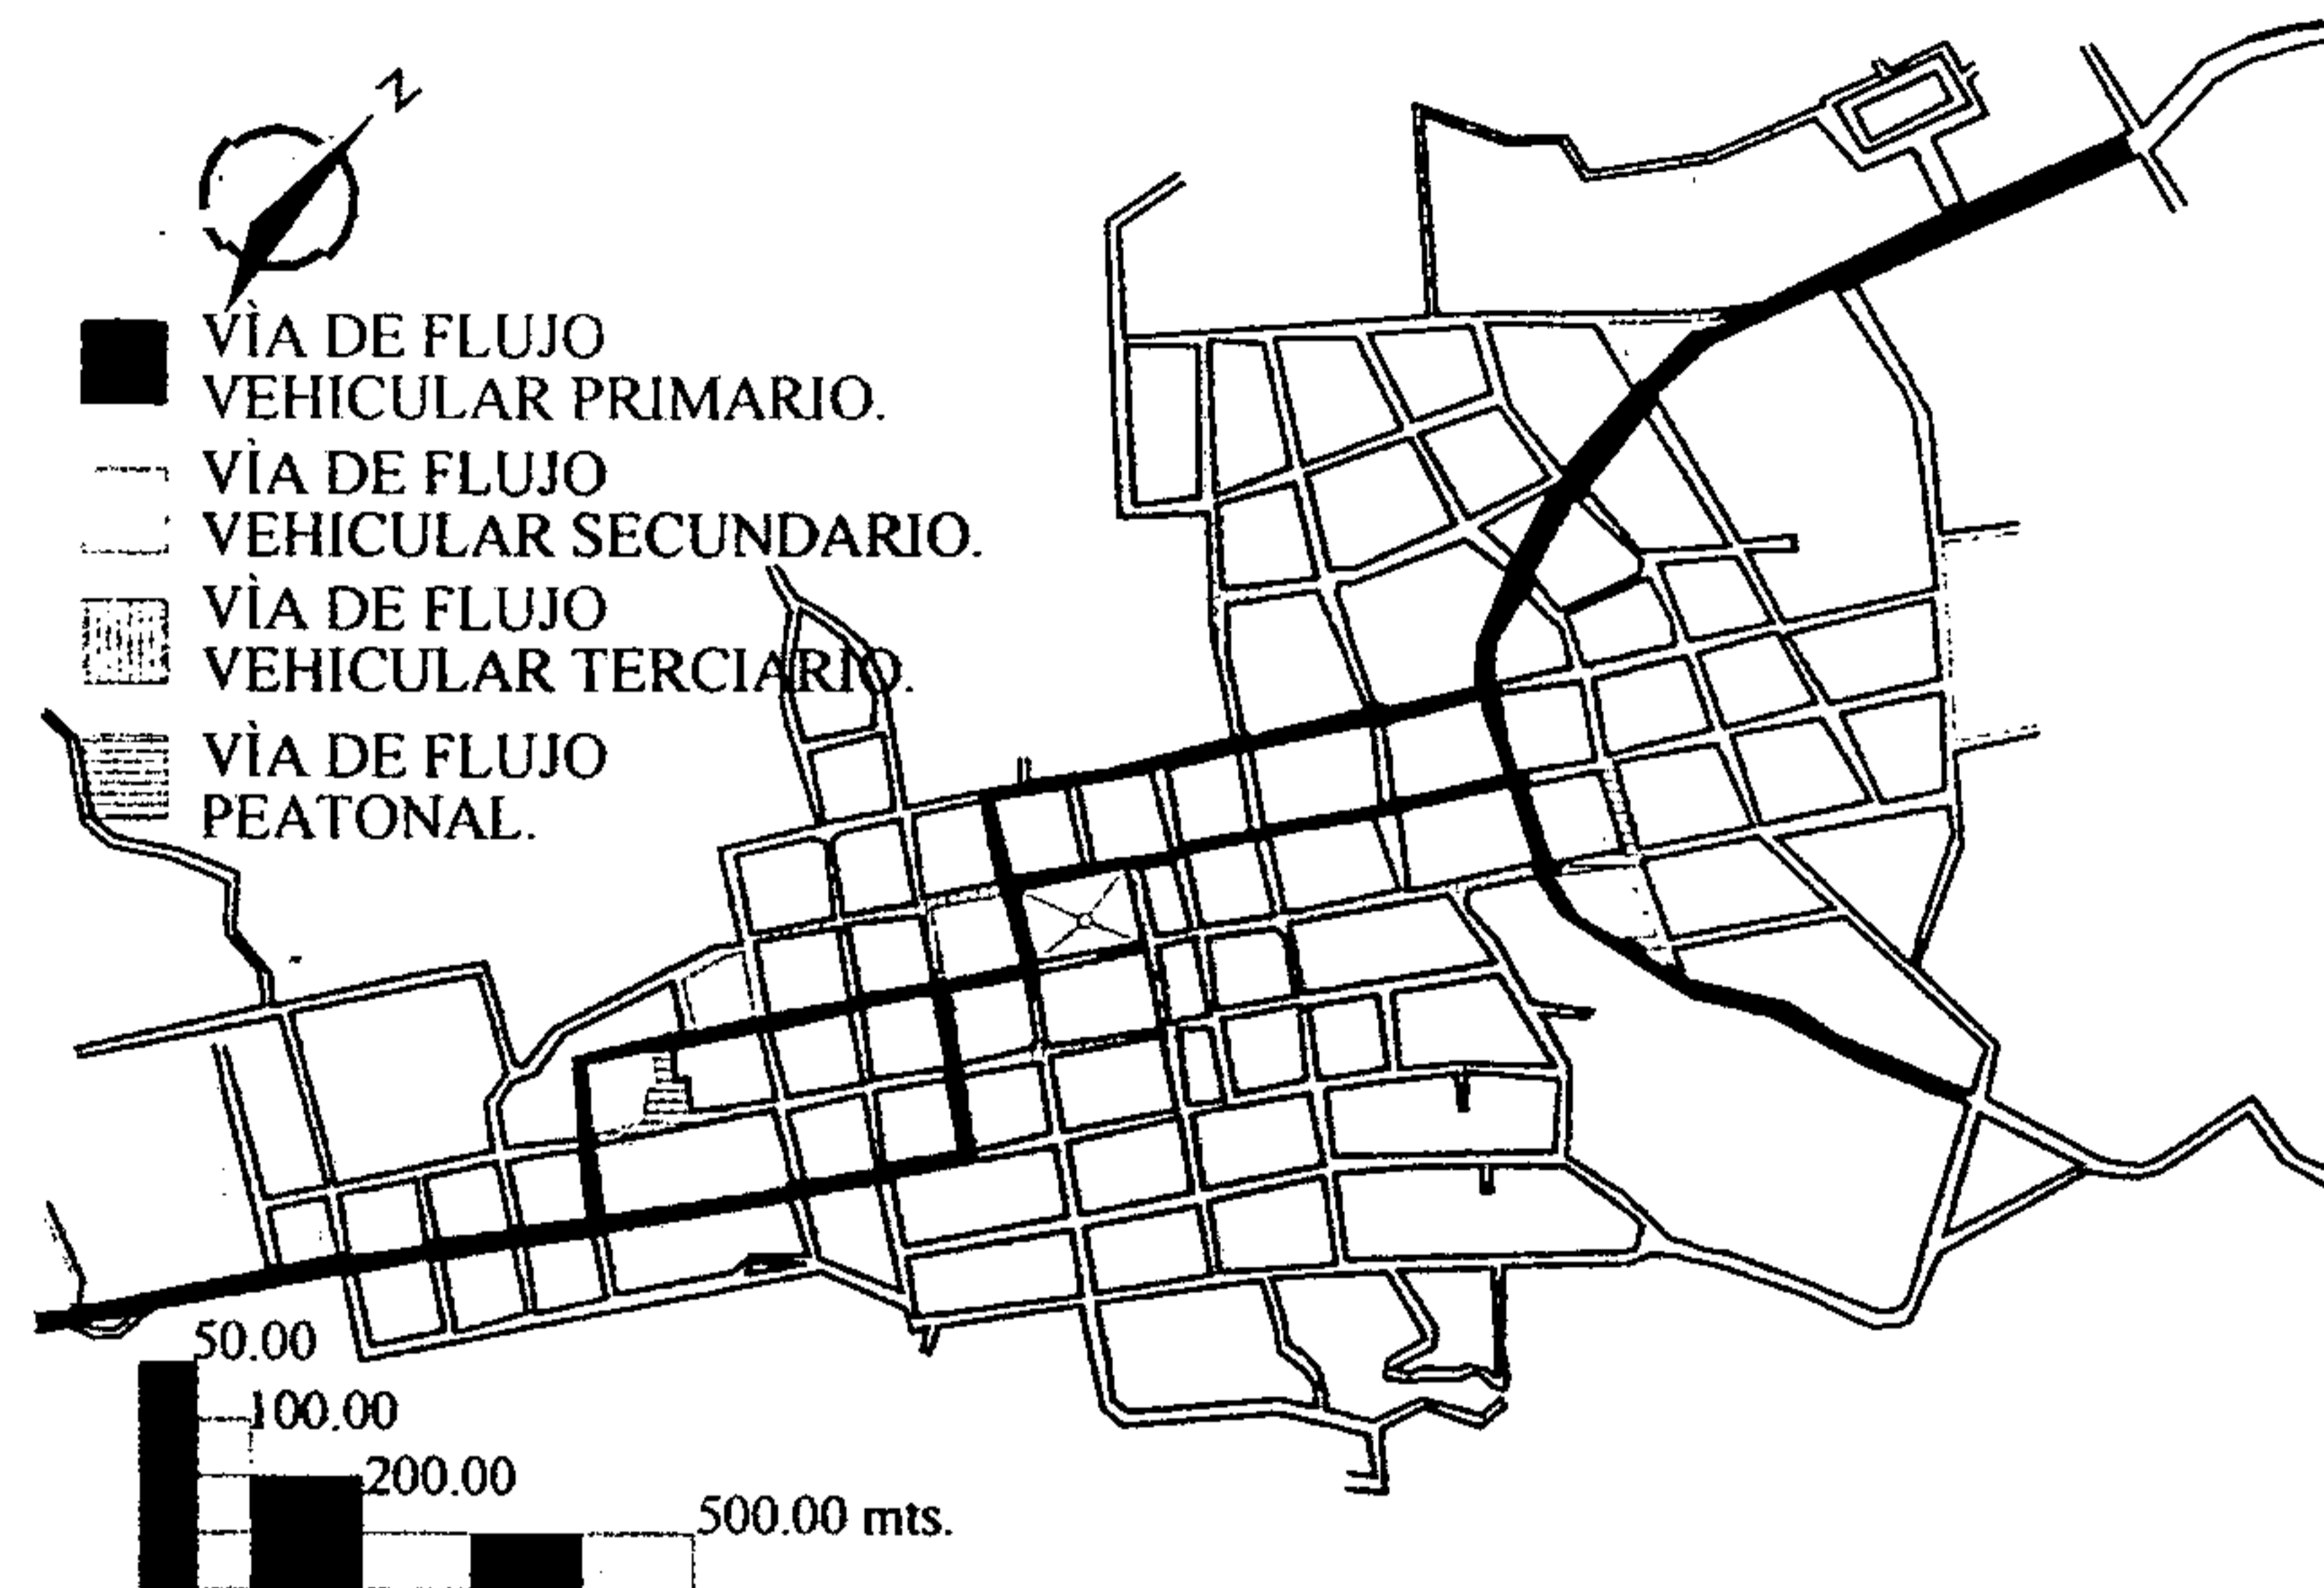 N
VÌA DE FLUJO
VEHICULAR PRIMARIO.
VÌA DE FLUJO
VEHICULAR SECUNDARIO.
VÌA DE FLUJO
VEHICULAR TERCIARIO.
VÌA DE FLUJO
PEATONAL.
50.00
100.00
200.00
500.00 mts.